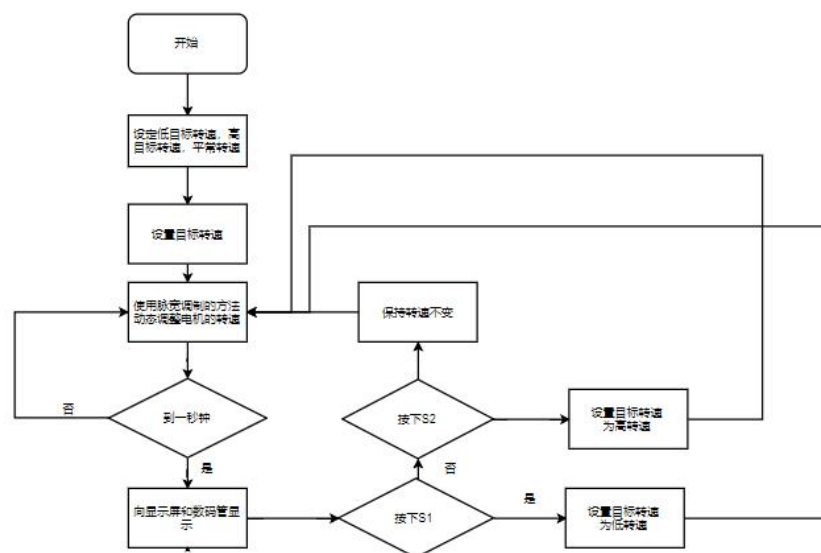 开始
设定低目标转速，高
目标转速，平常转速
设置目标转速
使用脉宽调制的方法
动态调整电机的转速
保持转速不变
否
到一秒钟
按下S2
设置目标转速
为高转速
是
否
向显示屏和数码管显
示
按下S1
是
设置目标转速
为低转速